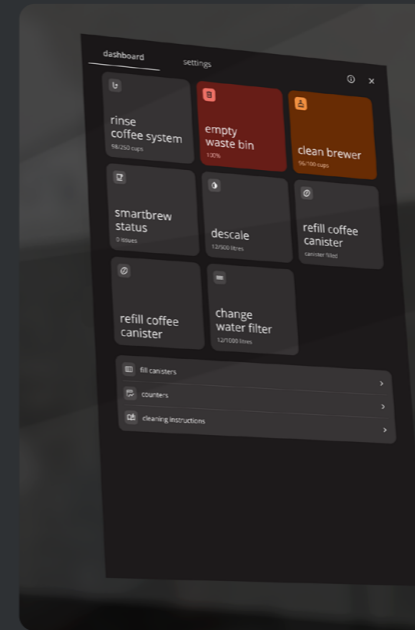 dashboard
settings
rinse
coffee system
98/250 cups
empty
waste bin
100%
clean brewer
96/100 cups
smartbrew
status
0 issues
descale
12/500 litres
refill coffee
canister
canister filled
refill coffee
canister
change
water filter
12/1000 litres
fill canisters
counters
cleaning instructions